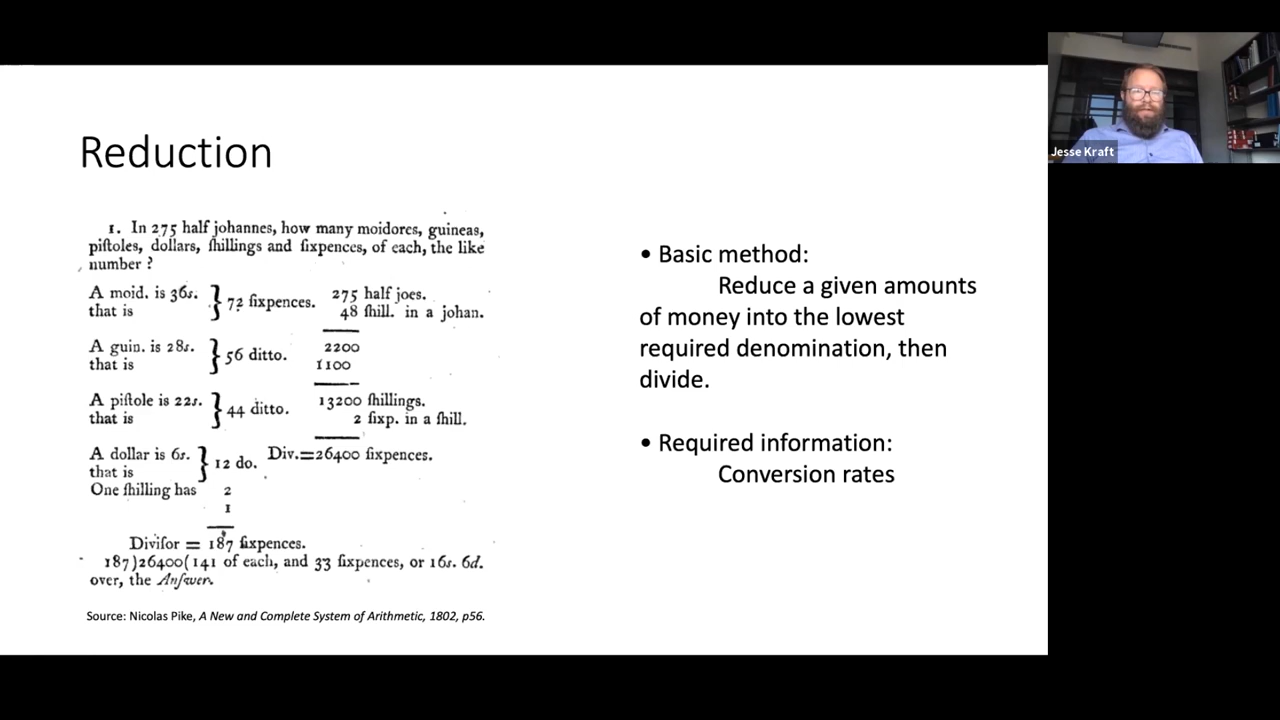 Reduction
1. In 275 half johannes, how many moidores, guineas,
piſtoles, dollars, ſhillings and ſixpences, of each, the like
number ?
A moid. is 36s.
that is
} 72 ſixpences.
275 half joes.
48 ſhill. in a johan.
A guin. is 28s.
that is
} 56 ditto.
2200
1100
A piſtole is 22s.
that is
} 44 ditto.
13200 ſhillings.
2 ſixp. in a ſhill.
A dollar is 6s.
that is
} 12 do.
Div.=26400 ſixpences.
One ſhilling has 2
1
Diviſor = 187 ſixpences.
187)26400(141 of each, and 33 ſixpences, or 16s. 6d.
over, the Anſwer.
Source: Nicolas Pike, A New and Complete System of Arithmetic, 1802, p56.
• Basic method:
Reduce a given amounts
of money into the lowest
required denomination, then
divide.
• Required information:
Conversion rates
Jesse Kraft